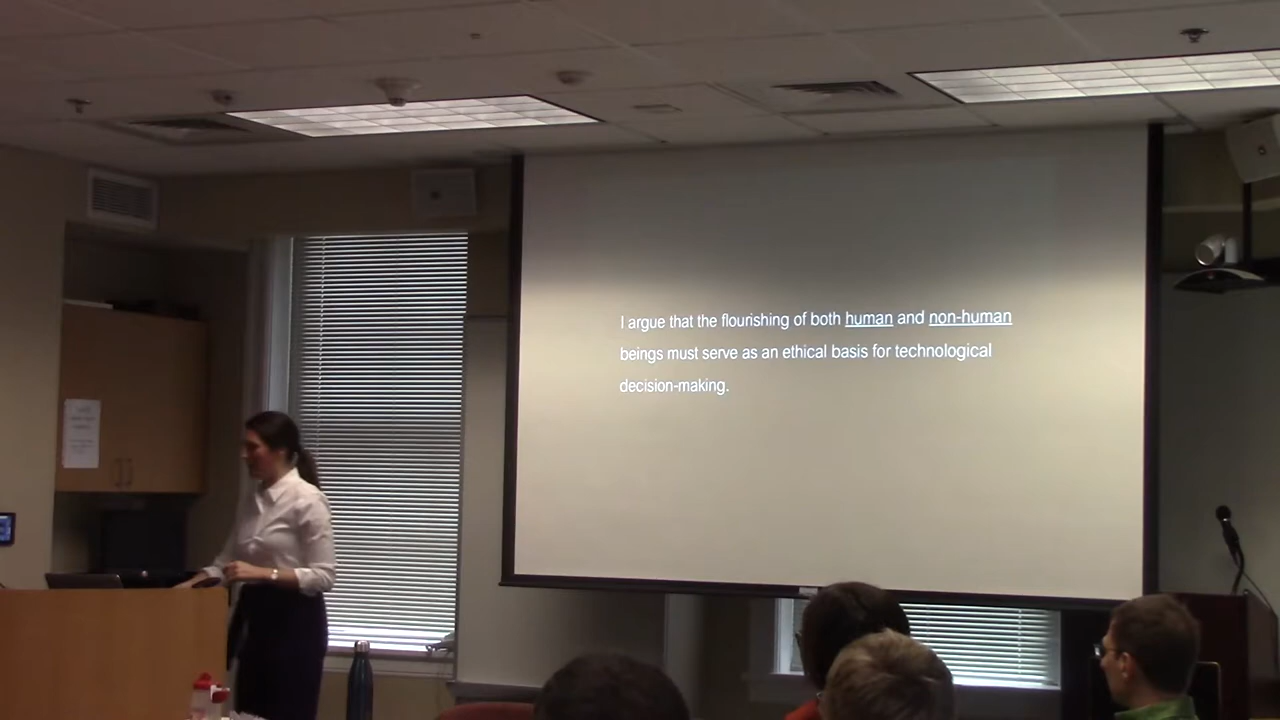 I argue that the flourishing of both human and non-human
beings must serve as an ethical basis for technological
decision-making.